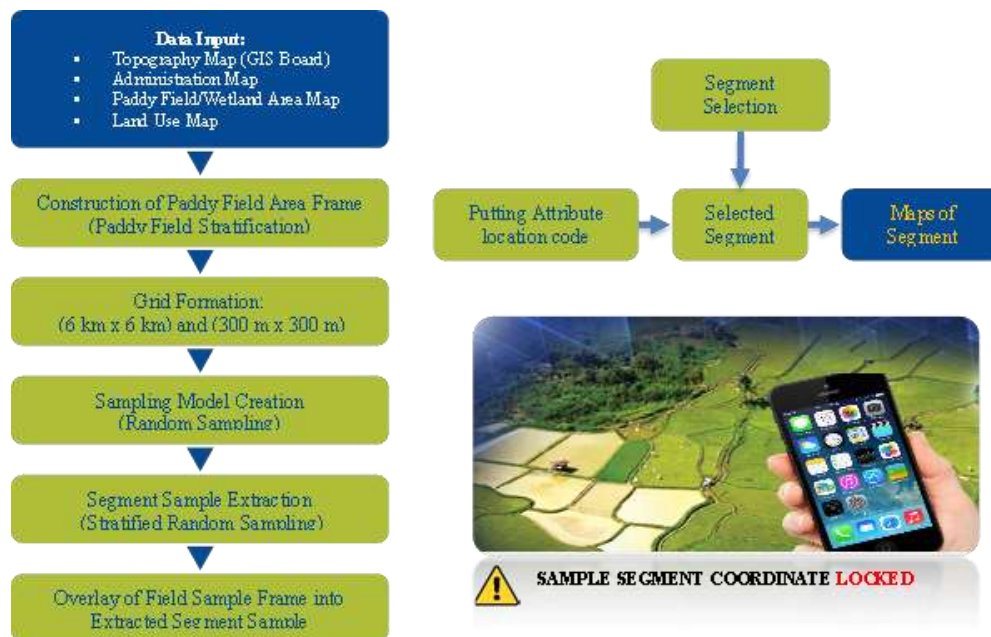 Data Input:
▪ Topography Map (GIS Board)
▪ Administration Map
▪ Paddy Field/Wetland Area Map
▪ Land Use Map
Construction of Paddy Field Area Frame
(Paddy Field Stratification)
Grid Formation:
(6 km x 6 km) and (300 m x 300 m)
Sampling Model Creation
(Random Sampling)
Segment Sample Extraction
(Stratified Random Sampling)
Overlay of Field Sample Frame into
Extracted Segment Sample
Segment
Selection
Putting Attribute
location code
Selected
Segment
Maps of
Segment
SAMPLE SEGMENT COORDINATE LOCKED